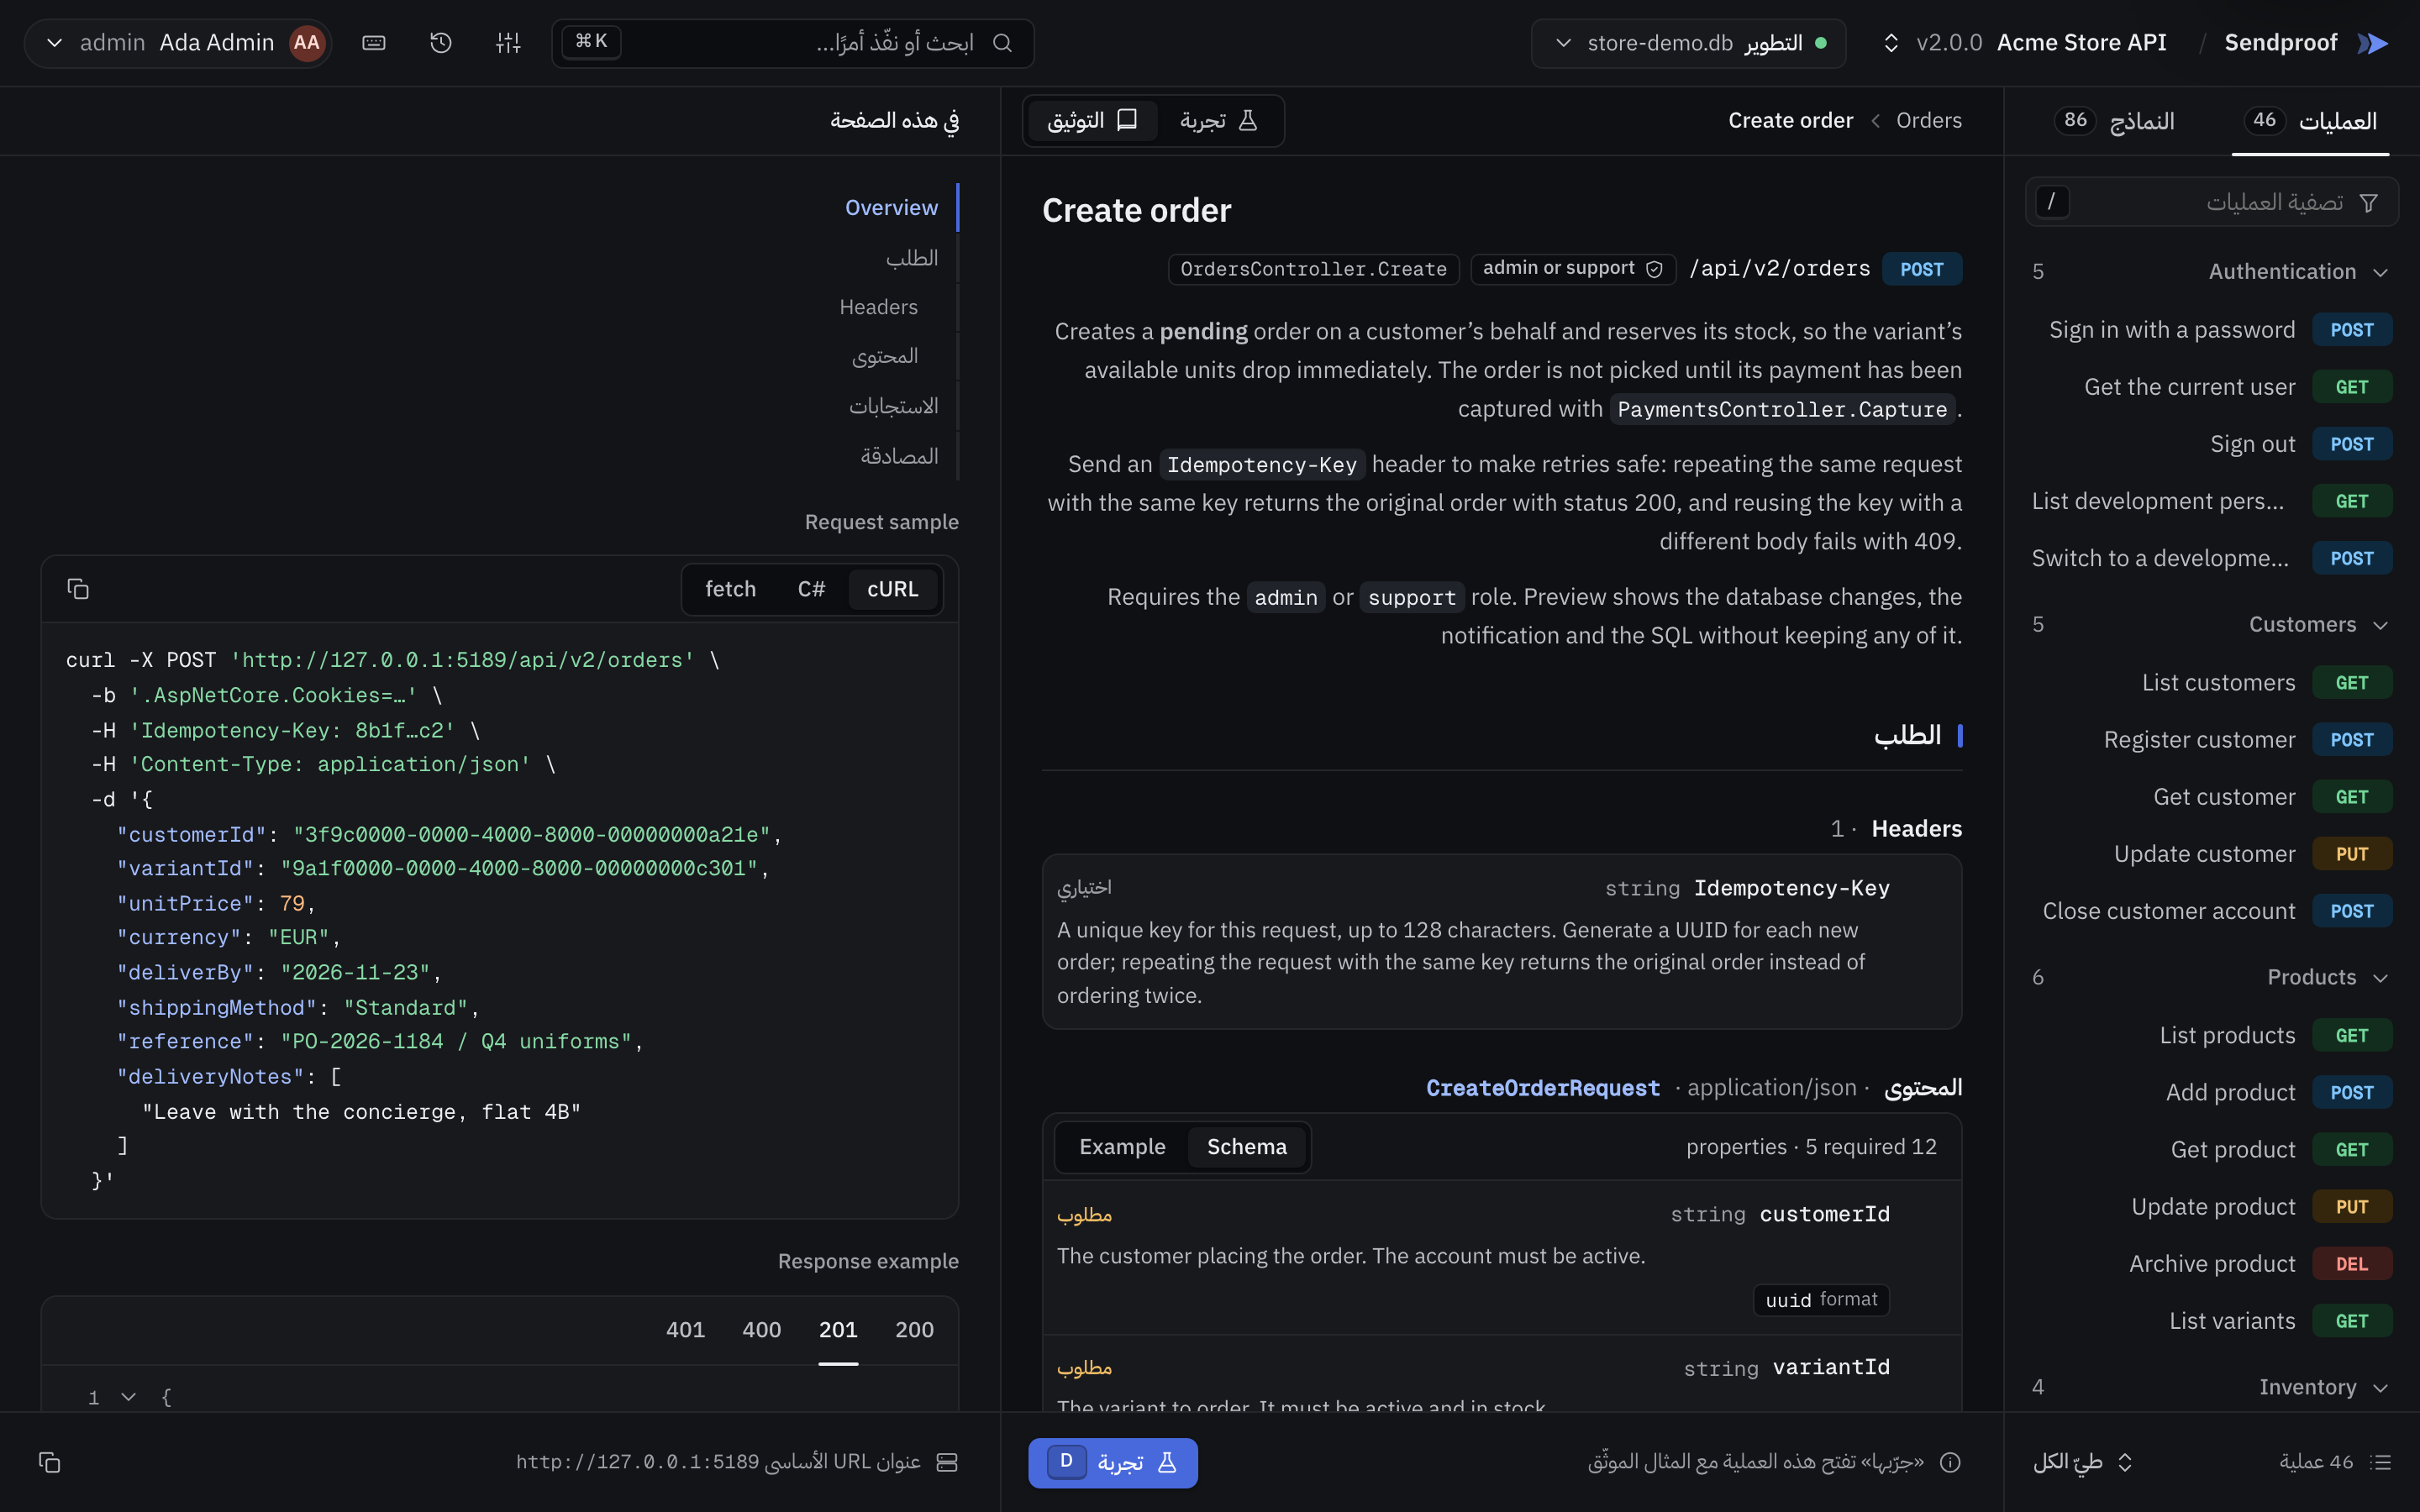 Sendproof / Acme Store API v2.0.0
التطوير store-demo.db
ابحث أو نفّذ أمرًا... ⌘K
AA Ada Admin admin
العمليات 46
النماذج 86
تصفية العمليات /
Authentication 5
POST Sign in with a password
GET Get the current user
POST Sign out
GET List development pers...
POST Switch to a developme...
Customers 5
GET List customers
POST Register customer
GET Get customer
PUT Update customer
POST Close customer account
Products 6
GET List products
POST Add product
GET Get product
PUT Update product
DEL Archive product
GET List variants
Inventory 4
46 عملية
طيّ الكل
Orders Create order
تجربة
التوثيق
Create order
POST /api/v2/orders admin or support OrdersController.Create
Creates a pending order on a customer’s behalf and reserves its stock, so the variant’s
available units drop immediately. The order is not picked until its payment has been
captured with PaymentsController.Capture.
Send an Idempotency-Key header to make retries safe: repeating the same request
with the same key returns the original order with status 200, and reusing the key with a
different body fails with 409.
Requires the admin or support role. Preview shows the database changes, the
notification and the SQL without keeping any of it.
الطلب
Headers · 1
Idempotency-Key string اختياري
A unique key for this request, up to 128 characters. Generate a UUID for each new
order; repeating the request with the same key returns the original order instead of
ordering twice.
المحتوى · application/json · CreateOrderRequest
properties · 5 required 12
Schema Example
customerId string مطلوب
The customer placing the order. The account must be active.
uuid format
variantId string مطلوب
The variant to order. It must be active and in stock
«جرّبها» تفتح هذه العملية مع المثال الموثّق
تجربة D
في هذه الصفحة
Overview
الطلب
Headers
المحتوى
الاستجابات
المصادقة
Request sample
cURL C# fetch
curl -X POST 'http://127.0.0.1:5189/api/v2/orders' \
-b '.AspNetCore.Cookies=…' \
-H 'Idempotency-Key: 8b1f…c2' \
-H 'Content-Type: application/json' \
-d '{
"customerId": "3f9c0000-0000-4000-8000-00000000a21e",
"variantId": "9a1f0000-0000-4000-8000-00000000c301",
"unitPrice": 79,
"currency": "EUR",
"deliverBy": "2026-11-23",
"shippingMethod": "Standard",
"reference": "PO-2026-1184 / Q4 uniforms",
"deliveryNotes": [
"Leave with the concierge, flat 4B"
]
}'
Response example
200 201 400 401
1 {
عنوان URL الأساسي http://127.0.0.1:5189